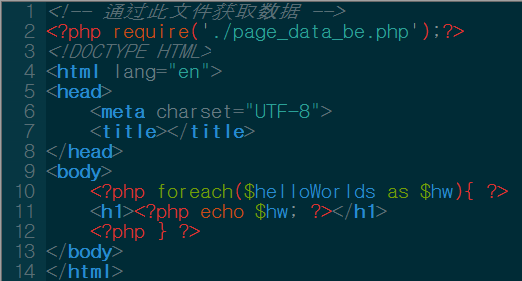 1 <!-- 通过此文件获取数据 -->
2 <?php require('./page_data_be.php');?>
3 <!DOCTYPE HTML>
4 <html lang="en">
5 <head>
6     <meta charset="UTF-8">
7     <title></title>
8 </head>
9 <body>
10     <?php foreach($helloWorlds as $hw){ ?>
11     <h1><?php echo $hw; ?></h1>
12     <?php } ?>
13 </body>
14 </html>